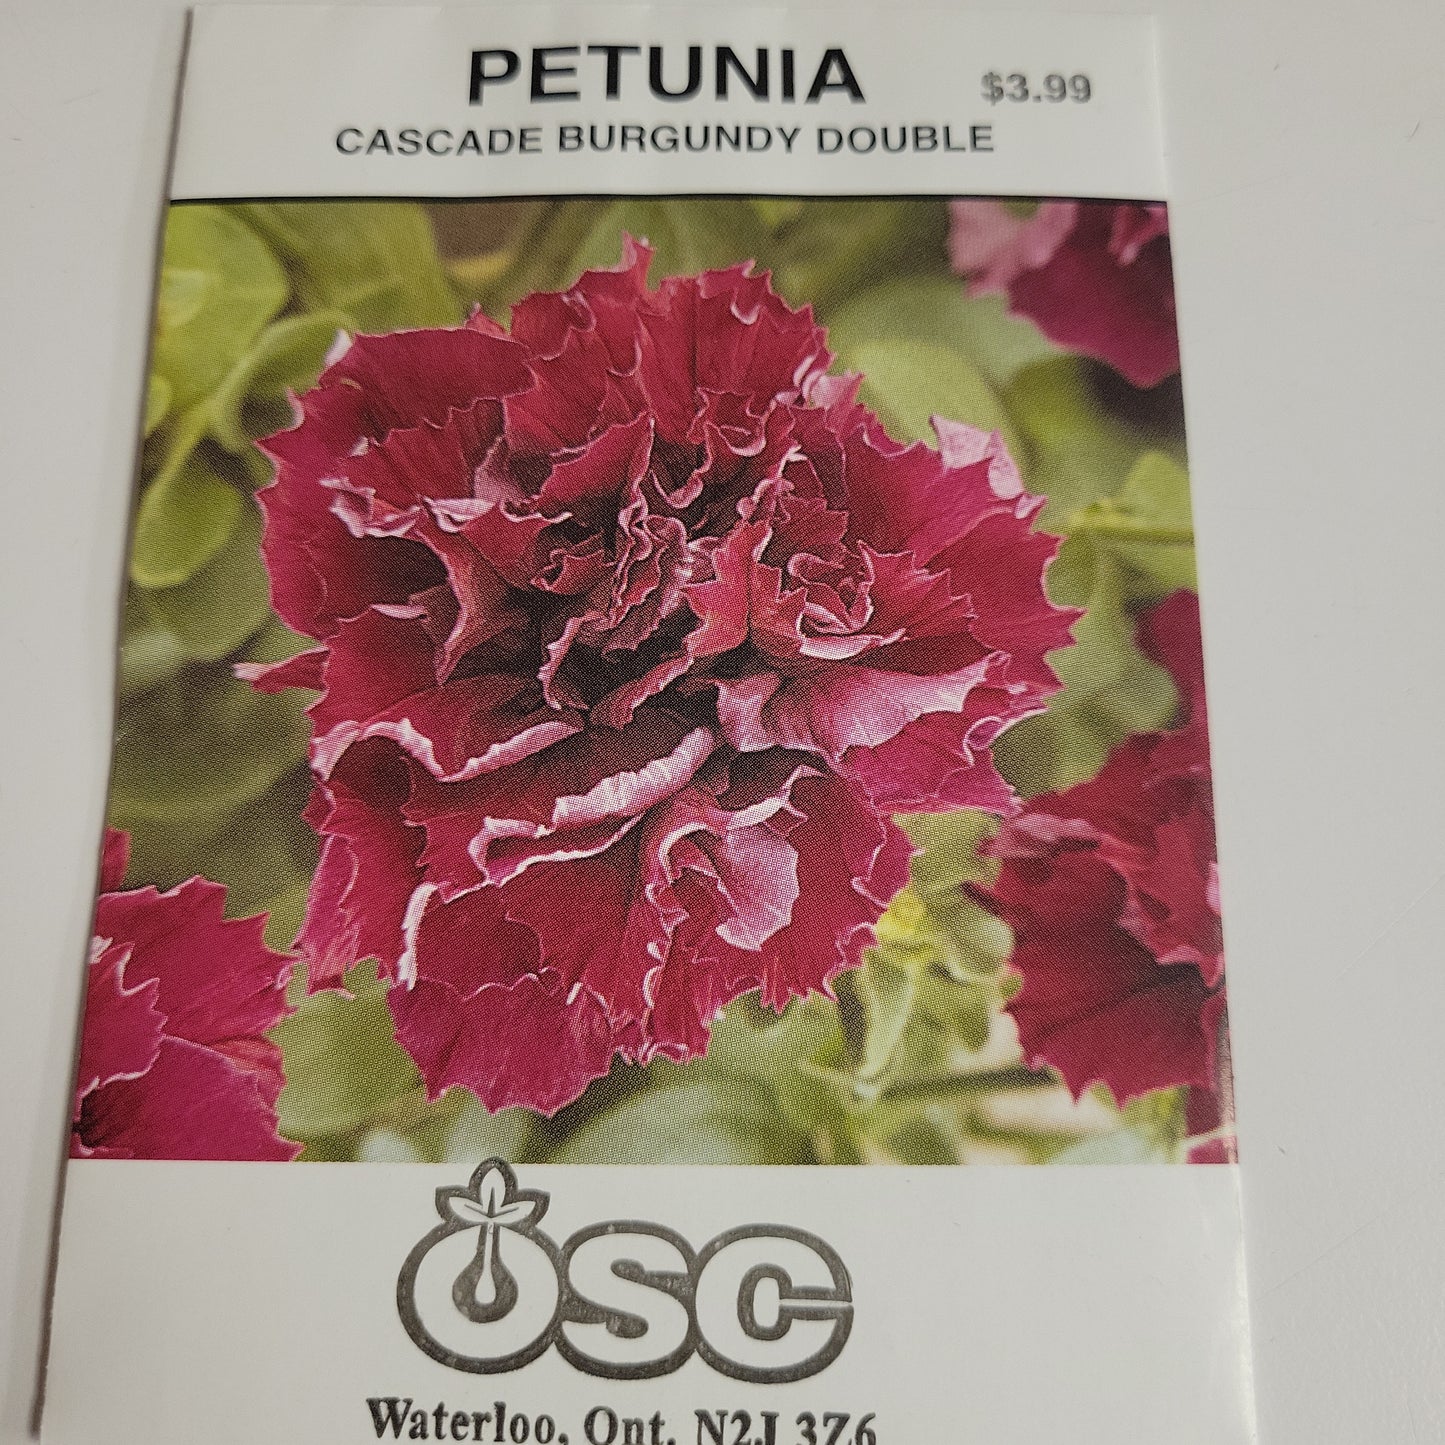 PETUNIA
$3.99
CASCADE BURGUNDY DOUBLE
OSC
Waterloo, Ont. N2J 3Z6